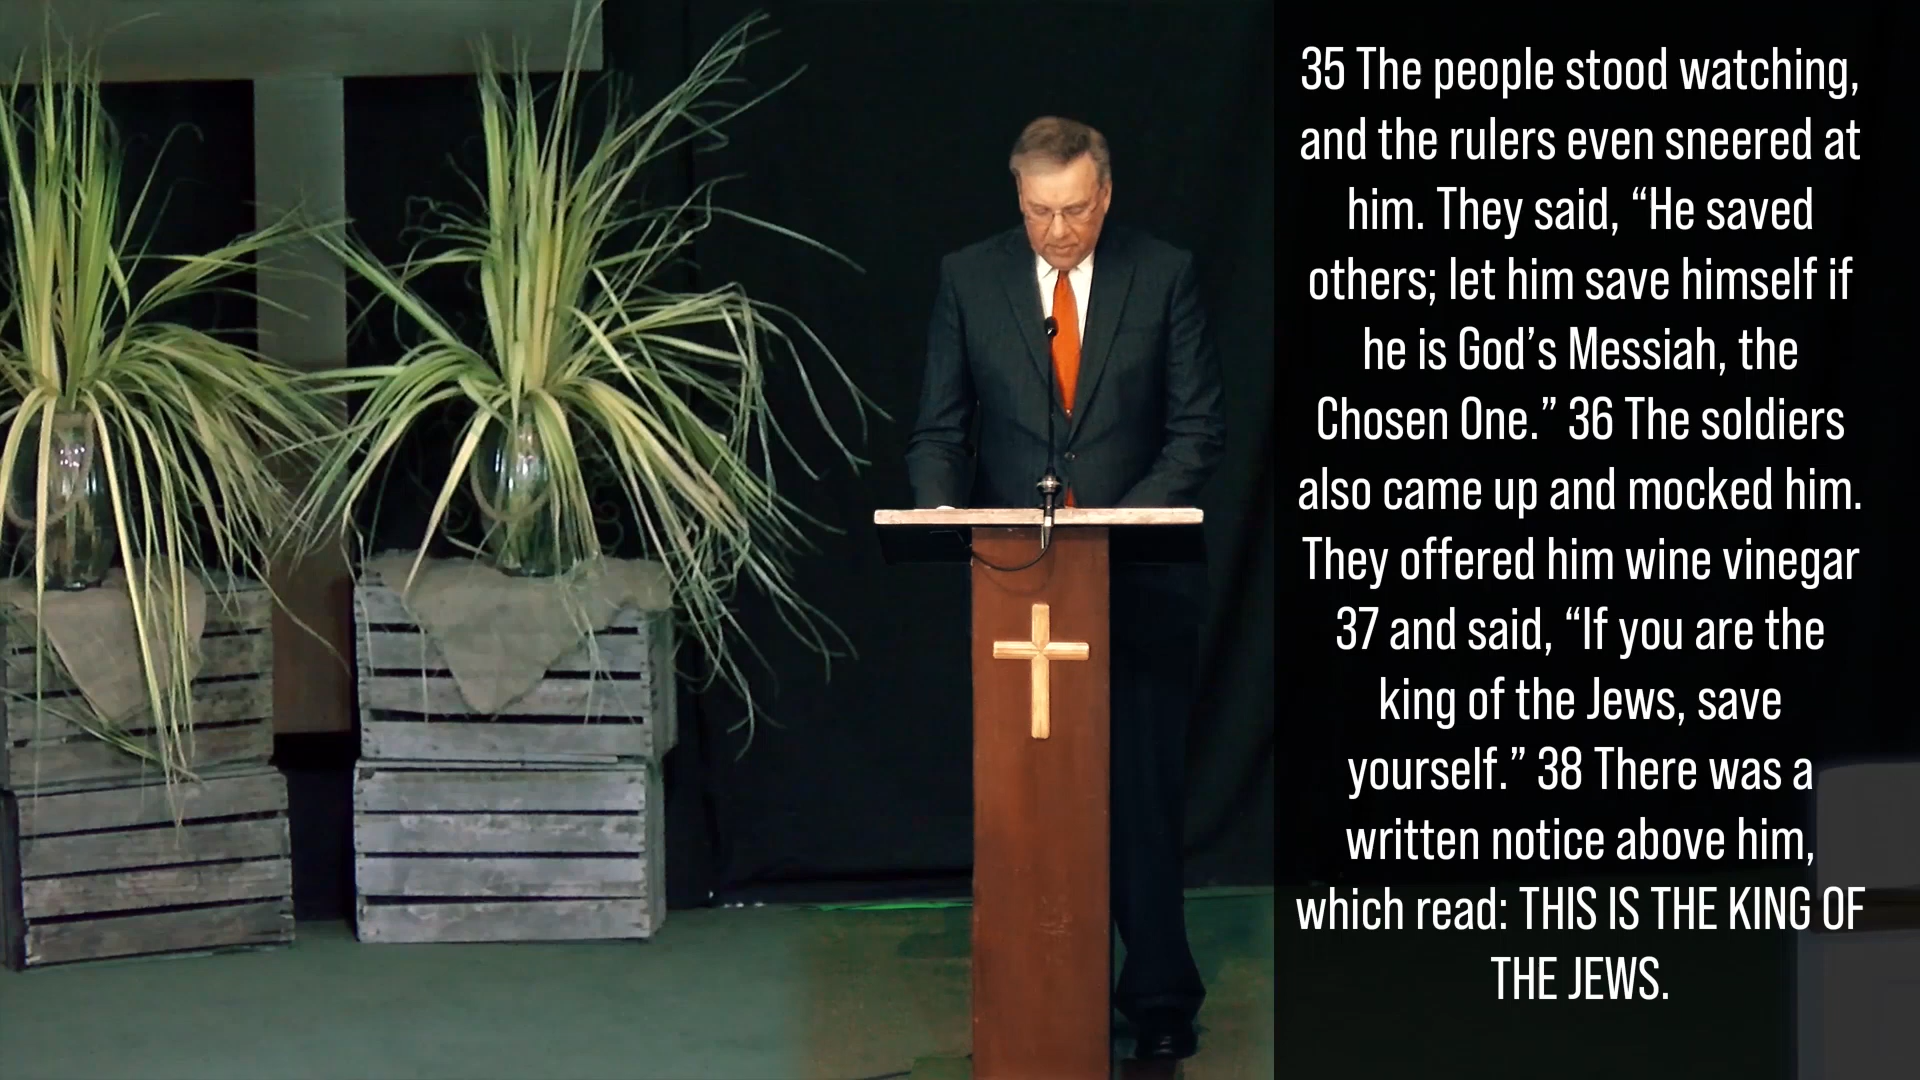 35 The people stood watching,
and the rulers even sneered at
him. They said, “He saved
others; let him save himself if
he is God’s Messiah, the
Chosen One.” 36 The soldiers
also came up and mocked him.
They offered him wine vinegar
37 and said, “If you are the
king of the Jews, save
yourself.” 38 There was a
written notice above him,
which read: THIS IS THE KING OF
THE JEWS.